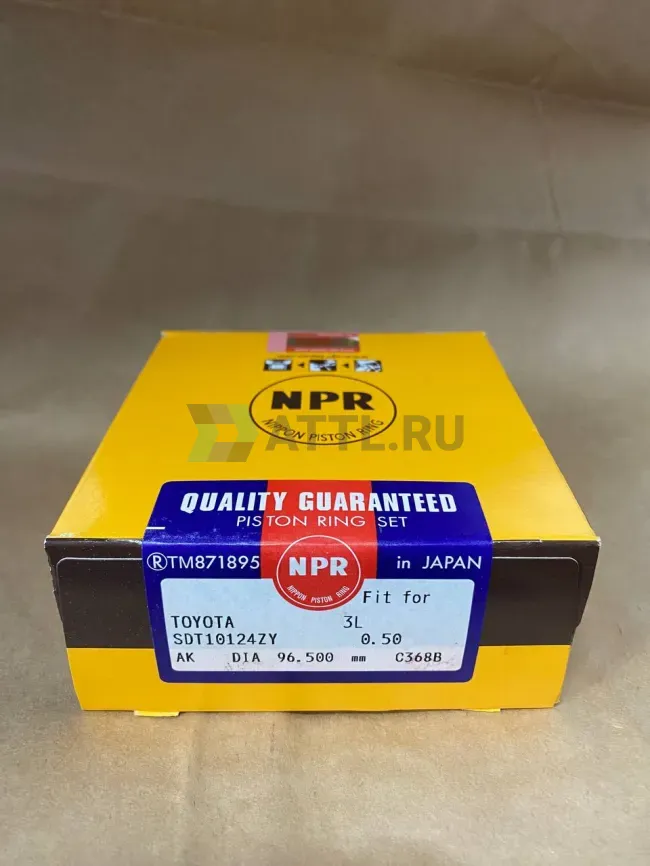 NPR
NIPPON PISTON RING
ATTL.RU
QUALITY GUARANTEED
PISTON RING SET
®TM871895 in JAPAN
NPR
NIPPON PISTON RING
Fit for
TOYOTA 3L
SDT10124ZY 0.50
AK DIA 96.500 mm C368B